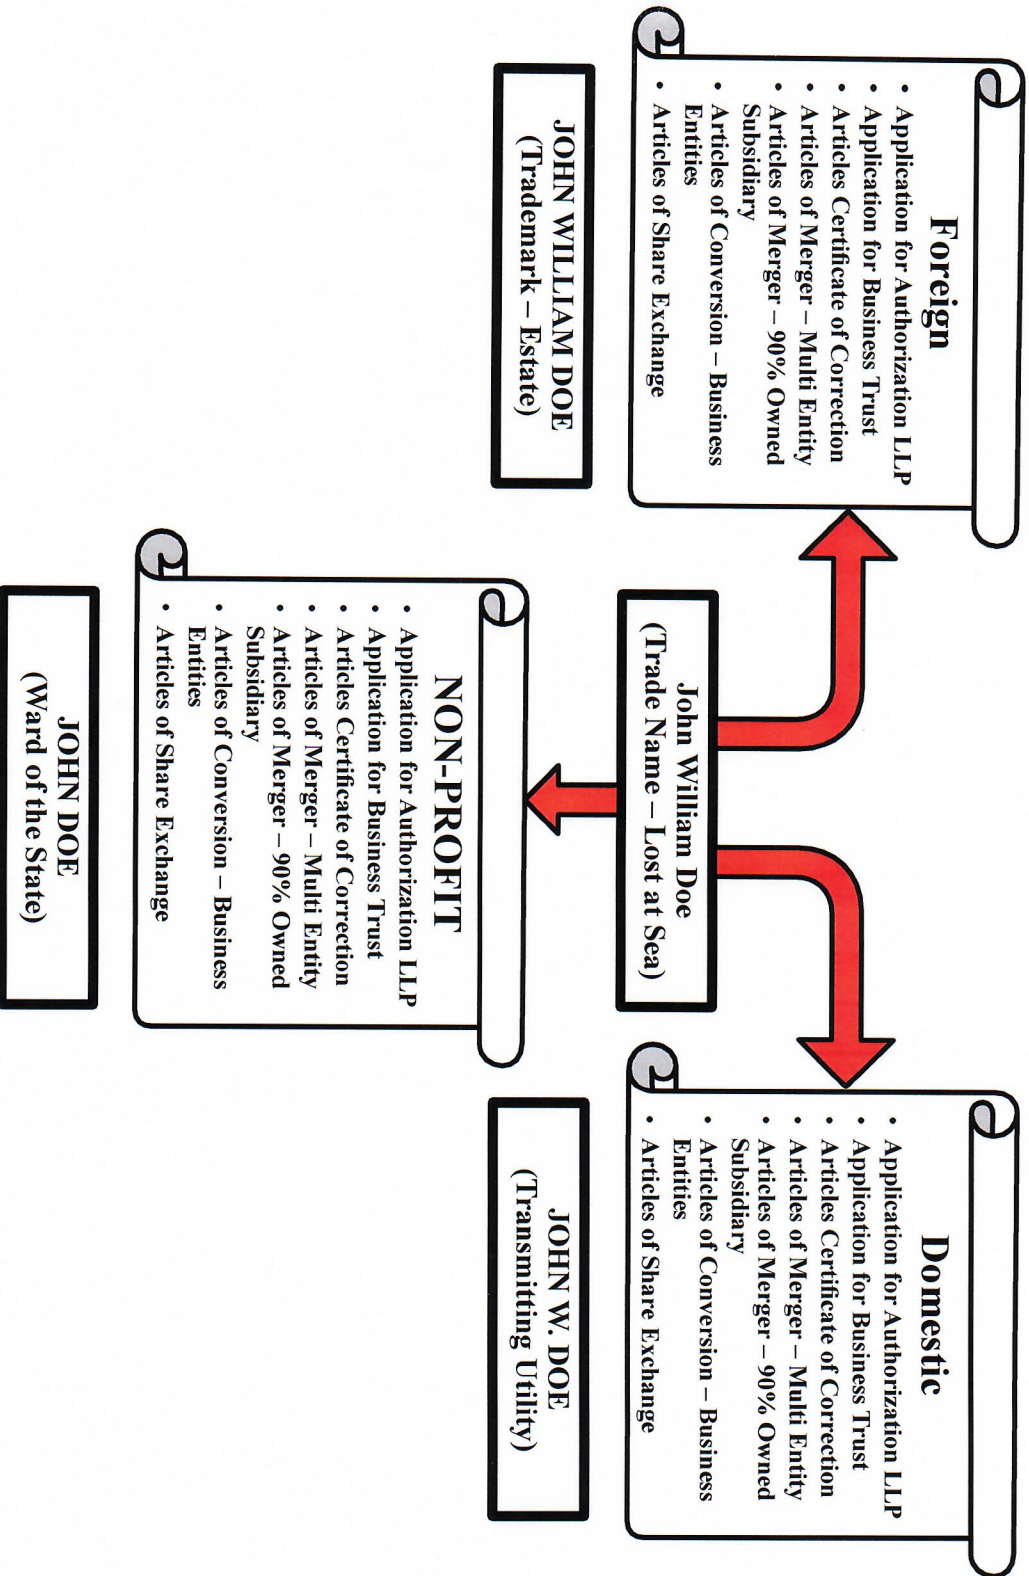 Foreign
• Application for Authorization LLP
• Application for Business Trust
• Articles Certificate of Correction
• Articles of Merger – Multi Entity
• Articles of Merger – 90% Owned
Subsidiary
• Articles of Conversion – Business
Entities
• Articles of Share Exchange
JOHN WILLIAM DOE
(Trademark – Estate)
John William Doe
(Trade Name – Lost at Sea)
Domestic
• Application for Authorization LLP
• Application for Business Trust
• Articles Certificate of Correction
• Articles of Merger – Multi Entity
• Articles of Merger – 90% Owned
Subsidiary
• Articles of Conversion – Business
Entities
• Articles of Share Exchange
JOHN W. DOE
(Transmitting Utility)
NON-PROFIT
• Application for Authorization LLP
• Application for Business Trust
• Articles Certificate of Correction
• Articles of Merger – Multi Entity
• Articles of Merger – 90% Owned
Subsidiary
• Articles of Conversion – Business
Entities
• Articles of Share Exchange
JOHN DOE
(Ward of the State)